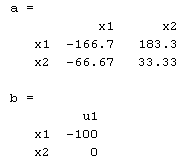 a =
x1 x2
x1 -166.7 183.3
x2 -66.67 33.33
b =
u1
x1 -100
x2 0